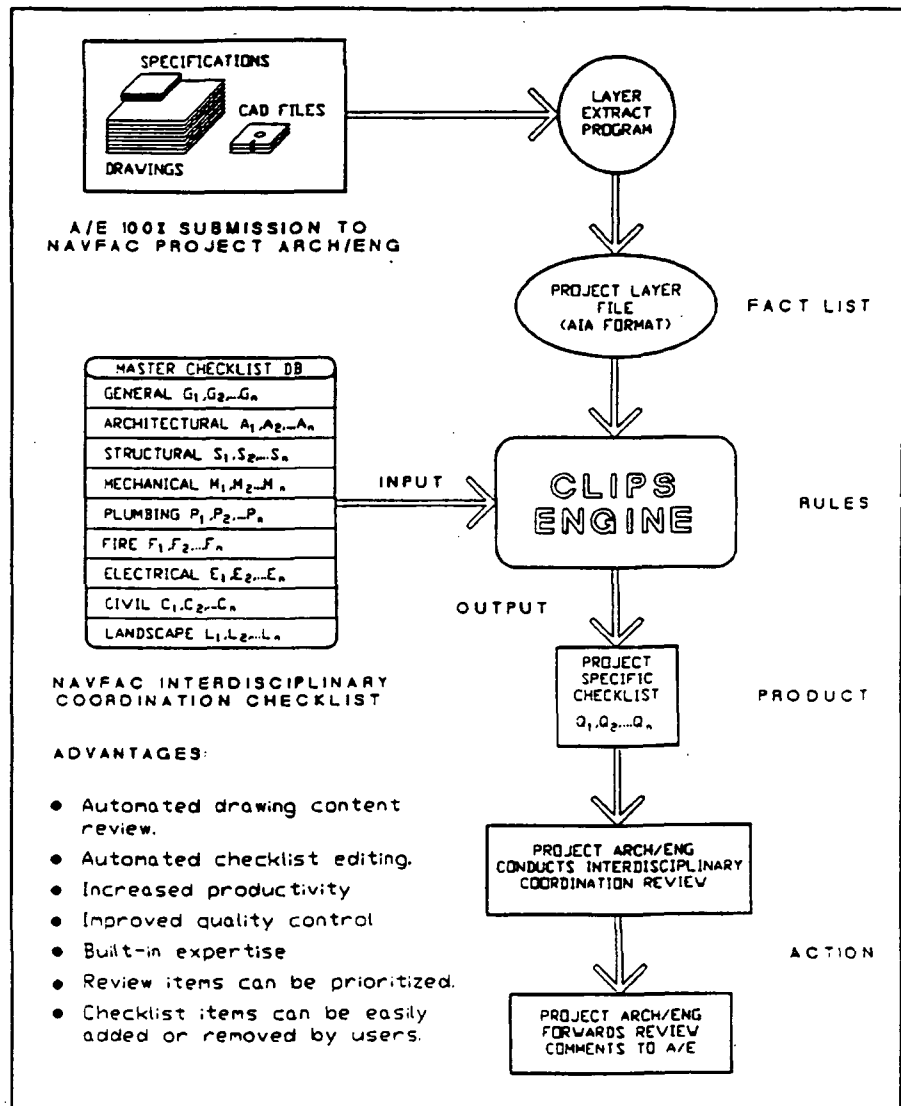 SPECIFICATIONS
CAD FILES
DRAWINGS
A/E 100% SUBMISSION TO
NAVFAC PROJECT ARCH/ENG
LAYER
EXTRACT
PROGRAM
PROJECT LAYER
FILE
(AIA FORMAT)
FACT LIST
MASTER CHECKLIST DB
GENERAL G₁,G₂,...Gₙ
ARCHITECTURAL A₁,A₂,...Aₙ
STRUCTURAL S₁,S₂,...Sₙ
MECHANICAL M₁,M₂...Mₙ
PLUMBING P₁,P₂,...Pₙ
FIRE F₁,F₂,...Fₙ
ELECTRICAL E₁,E₂,...Eₙ
CIVIL C₁,C₂,...Cₙ
LANDSCAPE L₁,L₂,...Lₙ
NAVFAC INTERDISCIPLINARY
COORDINATION CHECKLIST
INPUT
CLIPS
ENGINE
RULES
OUTPUT
PROJECT
SPECIFIC
CHECKLIST
Q₁,Q₂,...Qₙ
PRODUCT
ADVANTAGES:
• Automated drawing content
review.
• Automated checklist editing.
• Increased productivity
• Improved quality control
• Built-in expertise
• Review items can be prioritized.
• Checklist items can be easily
added or removed by users.
PROJECT ARCH/ENG
CONDUCTS INTERDISCIPLINARY
COORDINATION REVIEW
ACTION
PROJECT ARCH/ENG
FORWARDS REVIEW
COMMENTS TO A/E